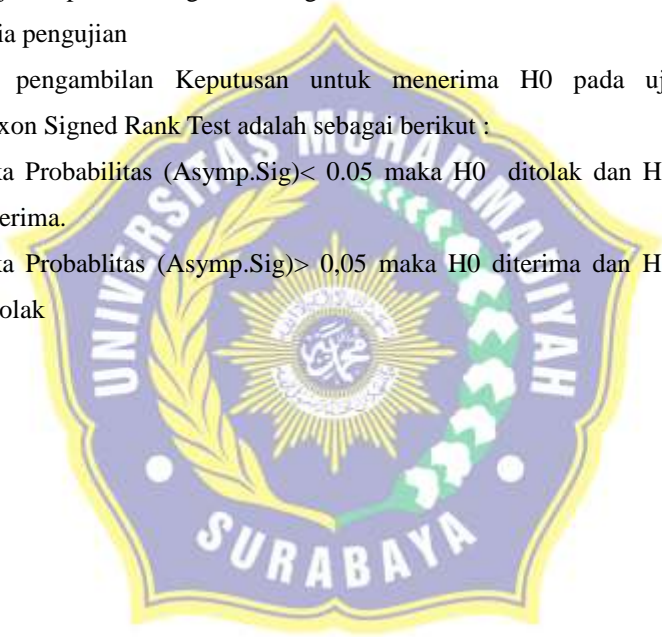 ia pengujian
pengambilan Keputusan untuk menerima H0 pada uj
xon Signed Rank Test adalah sebagai berikut :
ka Probabilitas (Asymp.Sig)< 0.05 maka H0 ditolak dan H
erima.
ka Probablitas (Asymp.Sig)> 0,05 maka H0 diterima dan H
olak
UNIVERSITAS MUHAMMADIYAH
SURABAYA